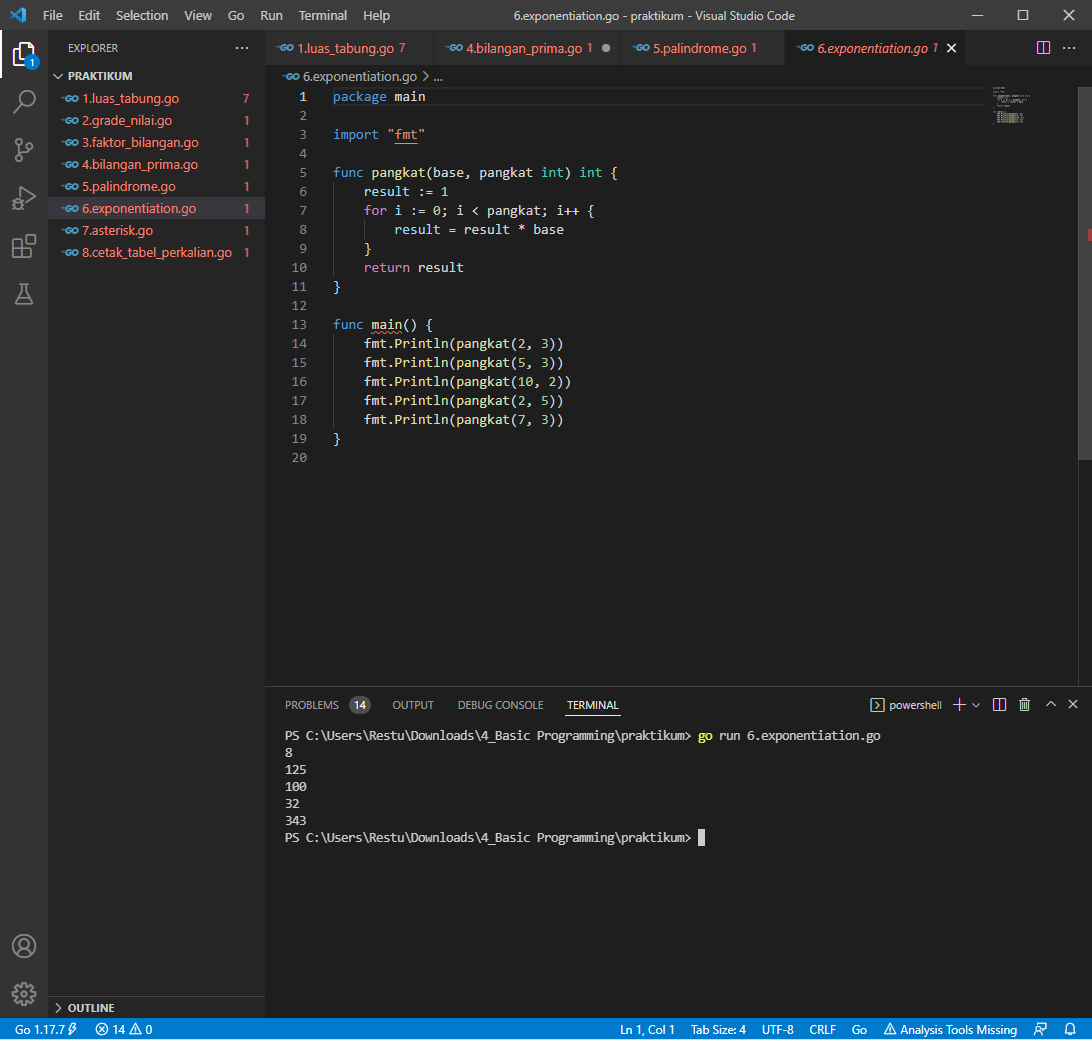 File Edit Selection View Go Run Terminal Help 6.exponentiation.go - praktikum - Visual Studio Code
EXPLORER
1
PRAKTIKUM
1.luas_tabung.go 7
2.grade_nilai.go 1
3.faktor_bilangan.go 1
4.bilangan_prima.go 1
5.palindrome.go 1
6.exponentiation.go 1
7.asterisk.go 1
8.cetak_tabel_perkalian.go 1
OUTLINE
GO 1.luas_tabung.go 7 GO 4.bilangan_prima.go 1 GO 5.palindrome.go 1 GO 6.exponentiation.go 1
GO 6.exponentiation.go > ...
1 package main
2
3 import "fmt"
4
5 func pangkat(base, pangkat int) int {
6 result := 1
7 for i := 0; i < pangkat; i++ {
8 result = result * base
9 }
10 return result
11 }
12
13 func main() {
14 fmt.Println(pangkat(2, 3))
15 fmt.Println(pangkat(5, 3))
16 fmt.Println(pangkat(10, 2))
17 fmt.Println(pangkat(2, 5))
18 fmt.Println(pangkat(7, 3))
19 }
20
PROBLEMS 14 OUTPUT DEBUG CONSOLE TERMINAL powershell
PS C:\Users\Restu\Downloads\4_Basic Programming\praktikum> go run 6.exponentiation.go
8
125
100
32
343
PS C:\Users\Restu\Downloads\4_Basic Programming\praktikum>
Go 1.17.7 14 0 Ln 1, Col 1 Tab Size: 4 UTF-8 CRLF Go Analysis Tools Missing